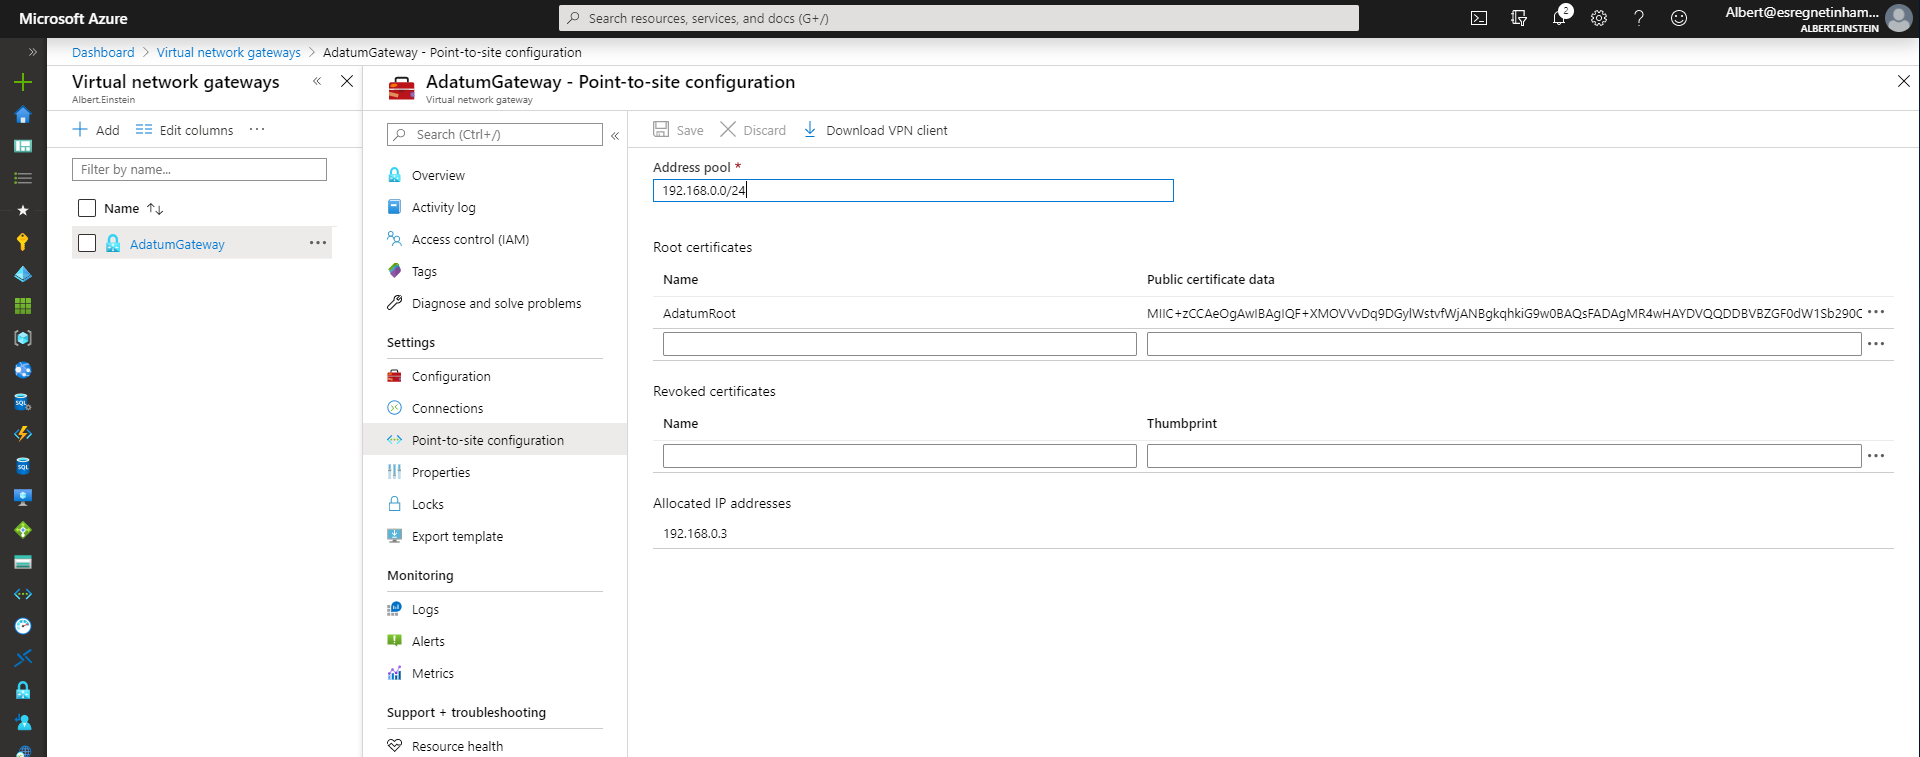 Microsoft Azure
Search resources, services, and docs (G+/)
2
Albert@esregnetinham...
ALBERT.EINSTEIN
Dashboard > Virtual network gateways > AdatumGateway - Point-to-site configuration
Virtual network gateways
Albert.Einstein
Add
Edit columns
Filter by name...
Name
AdatumGateway
AdatumGateway - Point-to-site configuration
Virtual network gateway
Search (Ctrl+/)
Overview
Activity log
Access control (IAM)
Tags
Diagnose and solve problems
Settings
Configuration
Connections
Point-to-site configuration
Properties
Locks
Export template
Monitoring
Logs
Alerts
Metrics
Support + troubleshooting
Resource health
Save
Discard
Download VPN client
Address pool *
192.168.0.0/24
Root certificates
Name
Public certificate data
AdatumRoot
MIIC+zCCAeOgAwIBAgIQF+XMOVVvDq9DGylWstvfWjANBgkqhkiG9w0BAQsFADAgMR4wHAYDVQQDDBVBZGF0dW1Sb290C
Revoked certificates
Name
Thumbprint
Allocated IP addresses
192.168.0.3